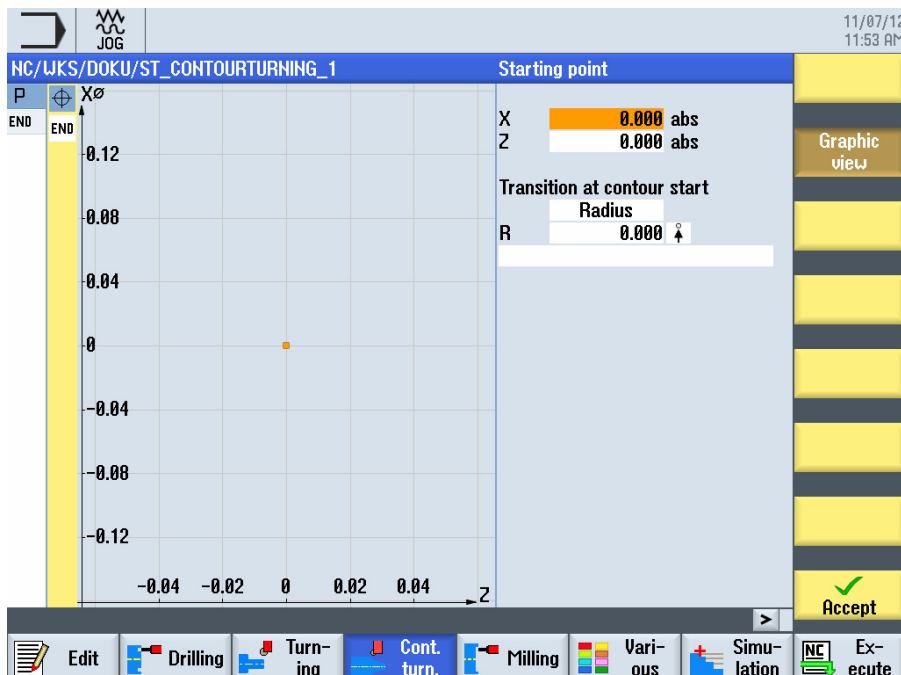 11/07/12
11:53 AM
JOG
NC/WKS/DOKU/ST_CONTOURTURNING_1
Starting point
P
END
END
XØ
0.12
0.08
0.04
0
-0.04
-0.08
-0.12
-0.04 -0.02 0 0.02 0.04
Z
X 0.000 abs
Z 0.000 abs
Transition at contour start
Radius
R 0.000
Graphic
view
Accept
>
Edit
Drilling
Turn-
ing
Cont.
turn.
Milling
Vari-
ous
Simu-
lation
NC
Ex-
ecute